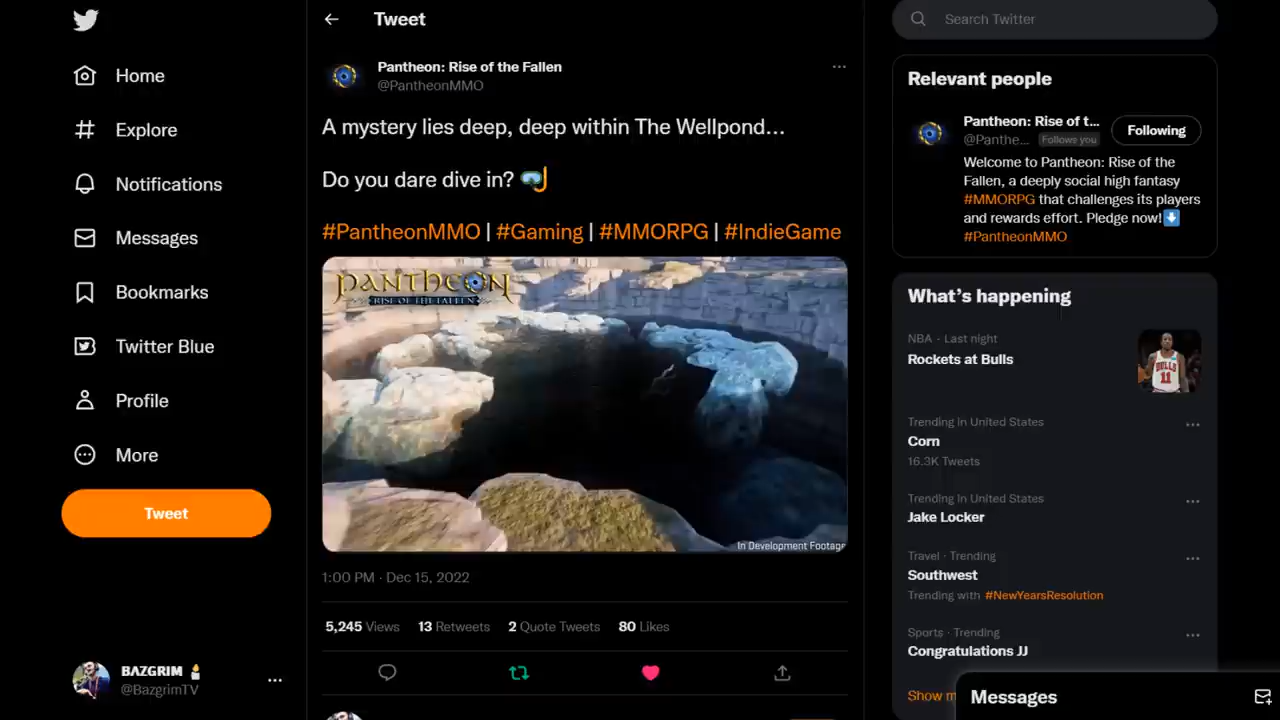 Home
Explore
Notifications
Messages
Bookmarks
Twitter Blue
Profile
More
Tweet
BAZGRIM
@BazgrimTV
Tweet
Pantheon: Rise of the Fallen
@PantheonMMO
A mystery lies deep, deep within The Wellpond...
Do you dare dive in?
#PantheonMMO | #Gaming | #MMORPG | #IndieGame
PANTHEON
RISE OF THE FALLEN
In Development Footage
1:00 PM · Dec 15, 2022
5,245 Views 13 Retweets 2 Quote Tweets 80 Likes
Search Twitter
Relevant people
Pantheon: Rise of t...
@Panthe... Follows you
Following
Welcome to Pantheon: Rise of the
Fallen, a deeply social high fantasy
#MMORPG that challenges its players
and rewards effort. Pledge now!
#PantheonMMO
What's happening
NBA · Last night
Rockets at Bulls
BULLS
11
Trending in United States
Corn
16.3K Tweets
Trending in United States
Jake Locker
Travel · Trending
Southwest
Trending with #NewYearsResolution
Sports · Trending
Congratulations JJ
Show m
Messages